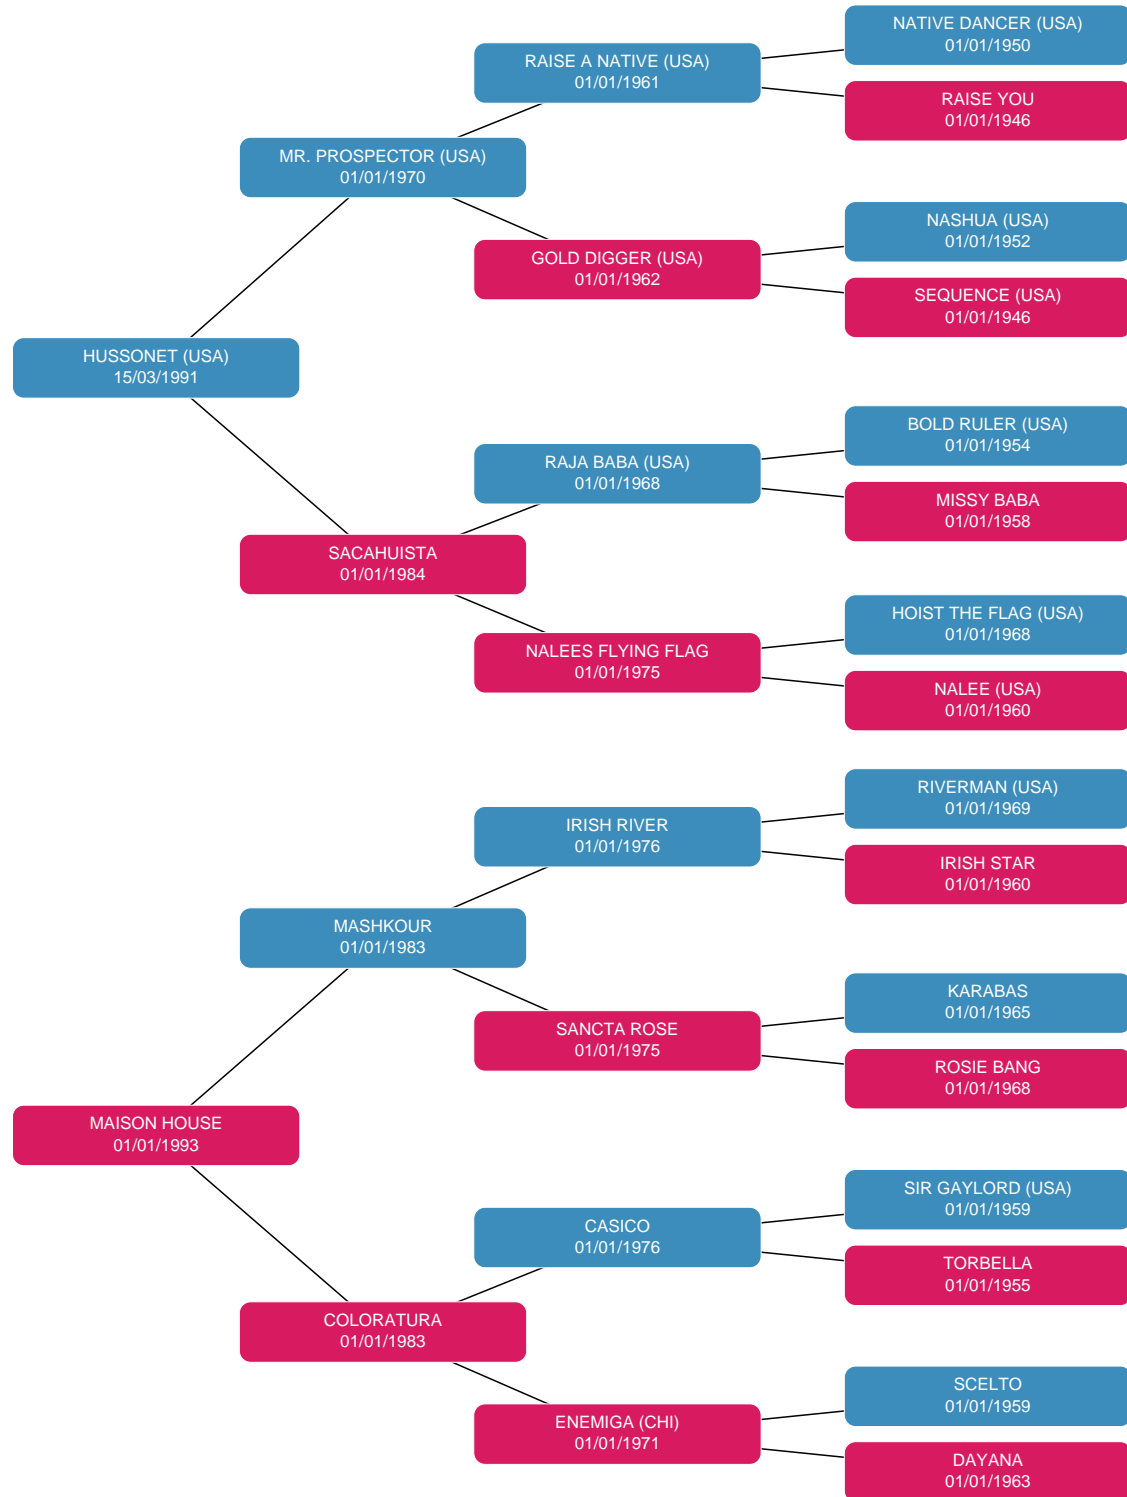 NATIVE DANCER (USA)
01/01/1950
RAISE A NATIVE (USA)
01/01/1961
RAISE YOU
01/01/1946
MR. PROSPECTOR (USA)
01/01/1970
NASHUA (USA)
01/01/1952
GOLD DIGGER (USA)
01/01/1962
SEQUENCE (USA)
01/01/1946
HUSSONET (USA)
15/03/1991
BOLD RULER (USA)
01/01/1954
RAJA BABA (USA)
01/01/1968
MISSY BABA
01/01/1958
SACAHUISTA
01/01/1984
HOIST THE FLAG (USA)
01/01/1968
NALEES FLYING FLAG
01/01/1975
NALEE (USA)
01/01/1960
RIVERMAN (USA)
01/01/1969
IRISH RIVER
01/01/1976
IRISH STAR
01/01/1960
MASHKOUR
01/01/1983
KARABAS
01/01/1965
SANCTA ROSE
01/01/1975
ROSIE BANG
01/01/1968
MAISON HOUSE
01/01/1993
SIR GAYLORD (USA)
01/01/1959
CASICO
01/01/1976
TORBELLA
01/01/1955
COLORATURA
01/01/1983
SCELTO
01/01/1959
ENEMIGA (CHI)
01/01/1971
DAYANA
01/01/1963